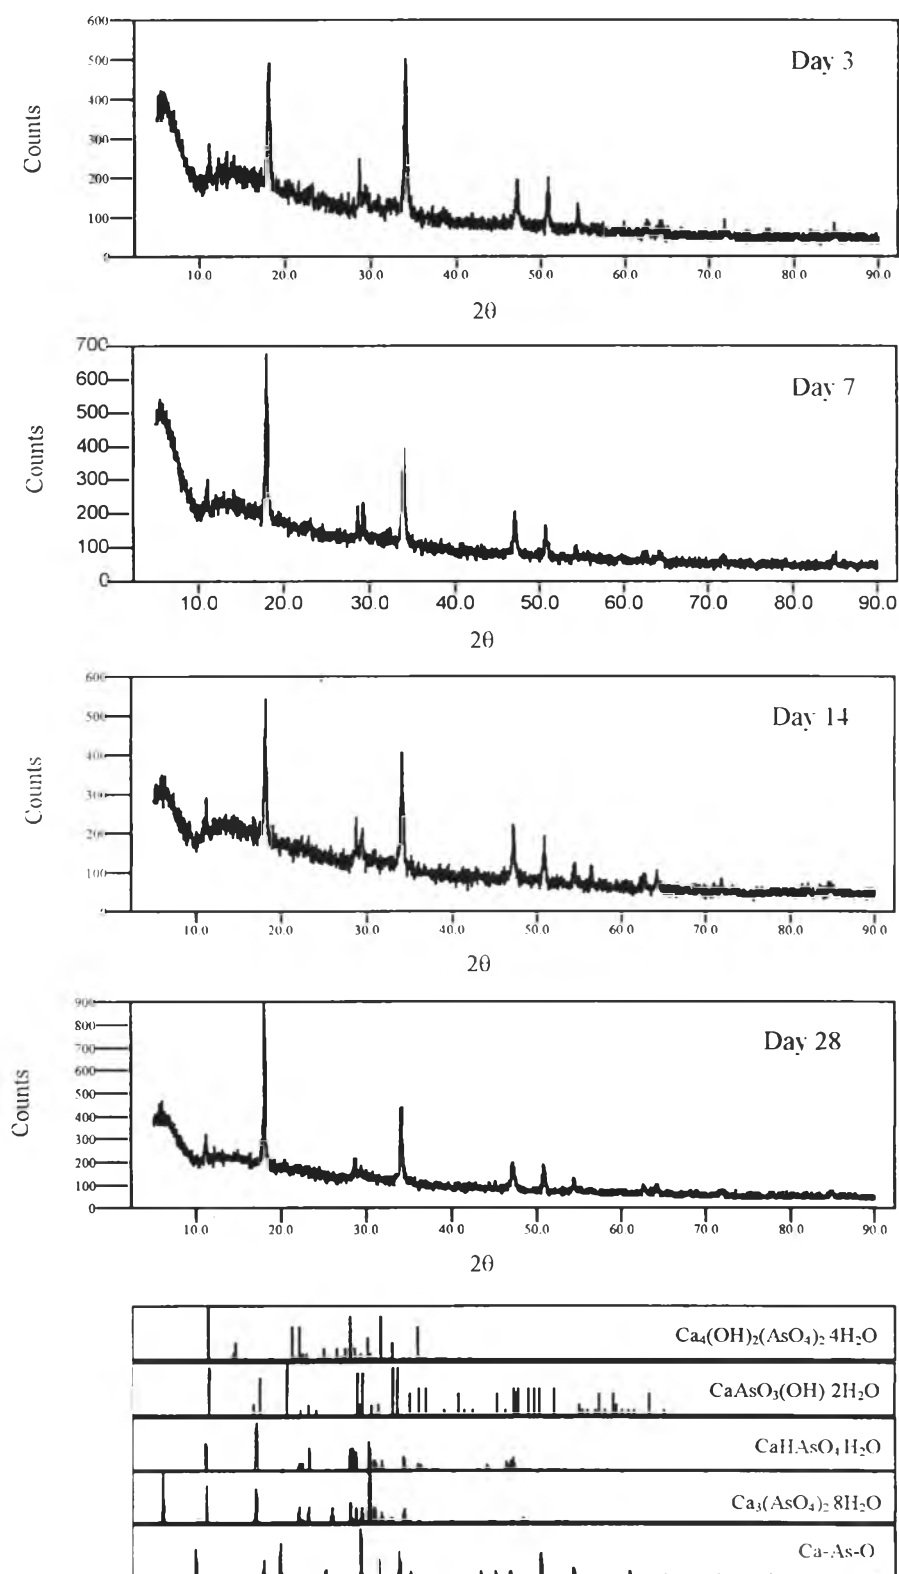 600
Day 3
500
400
300
200
100
0
Counts
10.0 20.0 30.0 40.0 50.0 60.0 70.0 80.0 90.0
2θ
700
Day 7
600
500
400
300
200
100
0
Counts
10.0 20.0 30.0 40.0 50.0 60.0 70.0 80.0 90.0
2θ
600
Day 14
500
400
300
200
100
Counts
10.0 20.0 30.0 40.0 50.0 60.0 70.0 80.0 90.0
2θ
900
Day 28
800
700
600
500
400
300
200
100
0
Counts
10.0 20.0 30.0 40.0 50.0 60.0 70.0 80.0 90.0
2θ
Ca₄(OH)₂(AsO₄)₂ 4H₂O
CaAsO₃(OH) 2H₂O
CaHAsO₄ H₂O
Ca₃(AsO₄)₂ 8H₂O
Ca-As-O